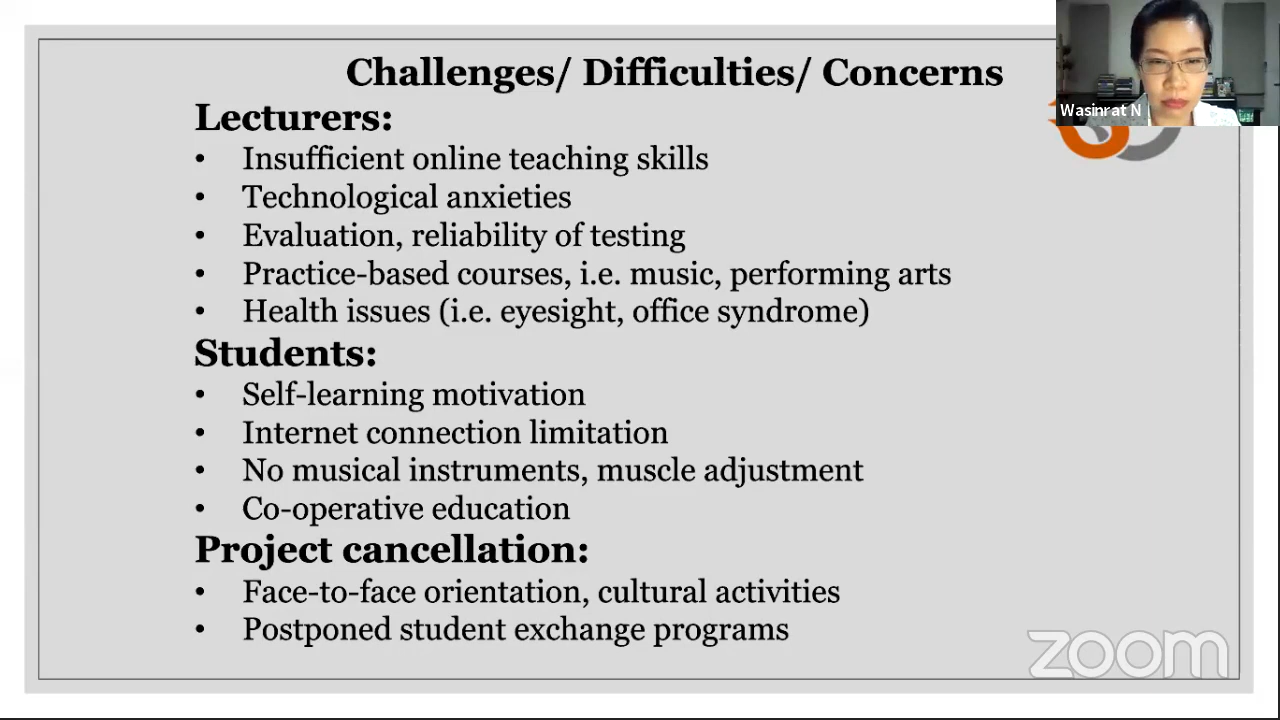 Challenges/ Difficulties/ Concerns
Lecturers:
• Insufficient online teaching skills
• Technological anxieties
• Evaluation, reliability of testing
• Practice-based courses, i.e. music, performing arts
• Health issues (i.e. eyesight, office syndrome)
Students:
• Self-learning motivation
• Internet connection limitation
• No musical instruments, muscle adjustment
• Co-operative education
Project cancellation:
• Face-to-face orientation, cultural activities
• Postponed student exchange programs
Wasinrat N
zoom